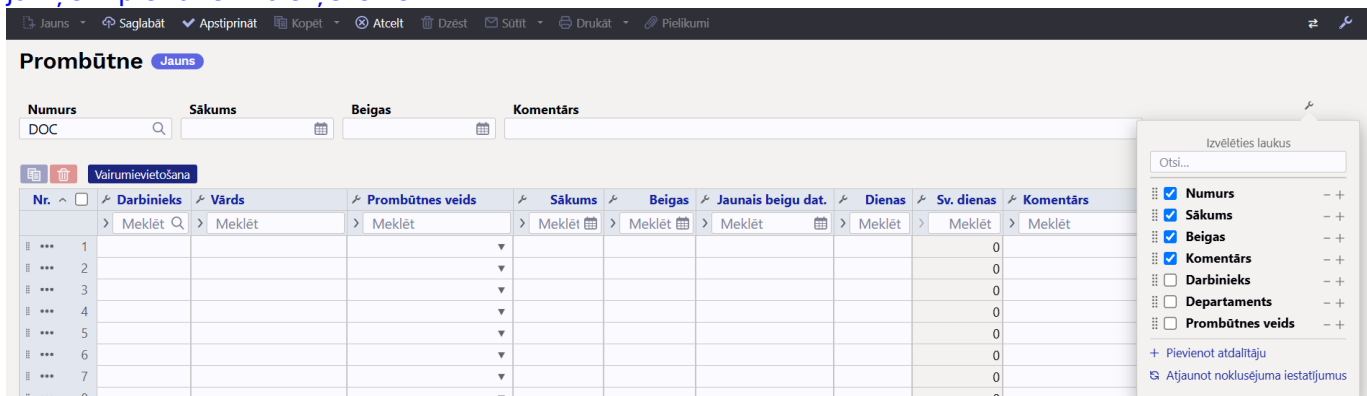 Jauns Saglabāt Apstiprināt Kopēt Atcelt Dzēst Sūtīt Drukāt Pielikumi
Prombūtne Jauns
Numurs Sākums Beigas Komentārs
DOC
Izvēlēties laukus
Otsi...
Numurs
Sākums
Beigas
Komentārs
Darbinieks
Departaments
Prombūtnes veids
+ Pievienot atdalītāju
Atjaunot noklusējuma iestatījumus
Vairumievietošana
Nr. Darbinieks Vārds Prombūtnes veids Sākums Beigas Jaunais beigu dat. Dienas Sv. dienas Komentārs
Meklēt Meklēt Meklēt Meklēt Meklēt Meklēt Meklēt Meklēt Meklēt
1 0
2 0
3 0
4 0
5 0
6 0
7 0